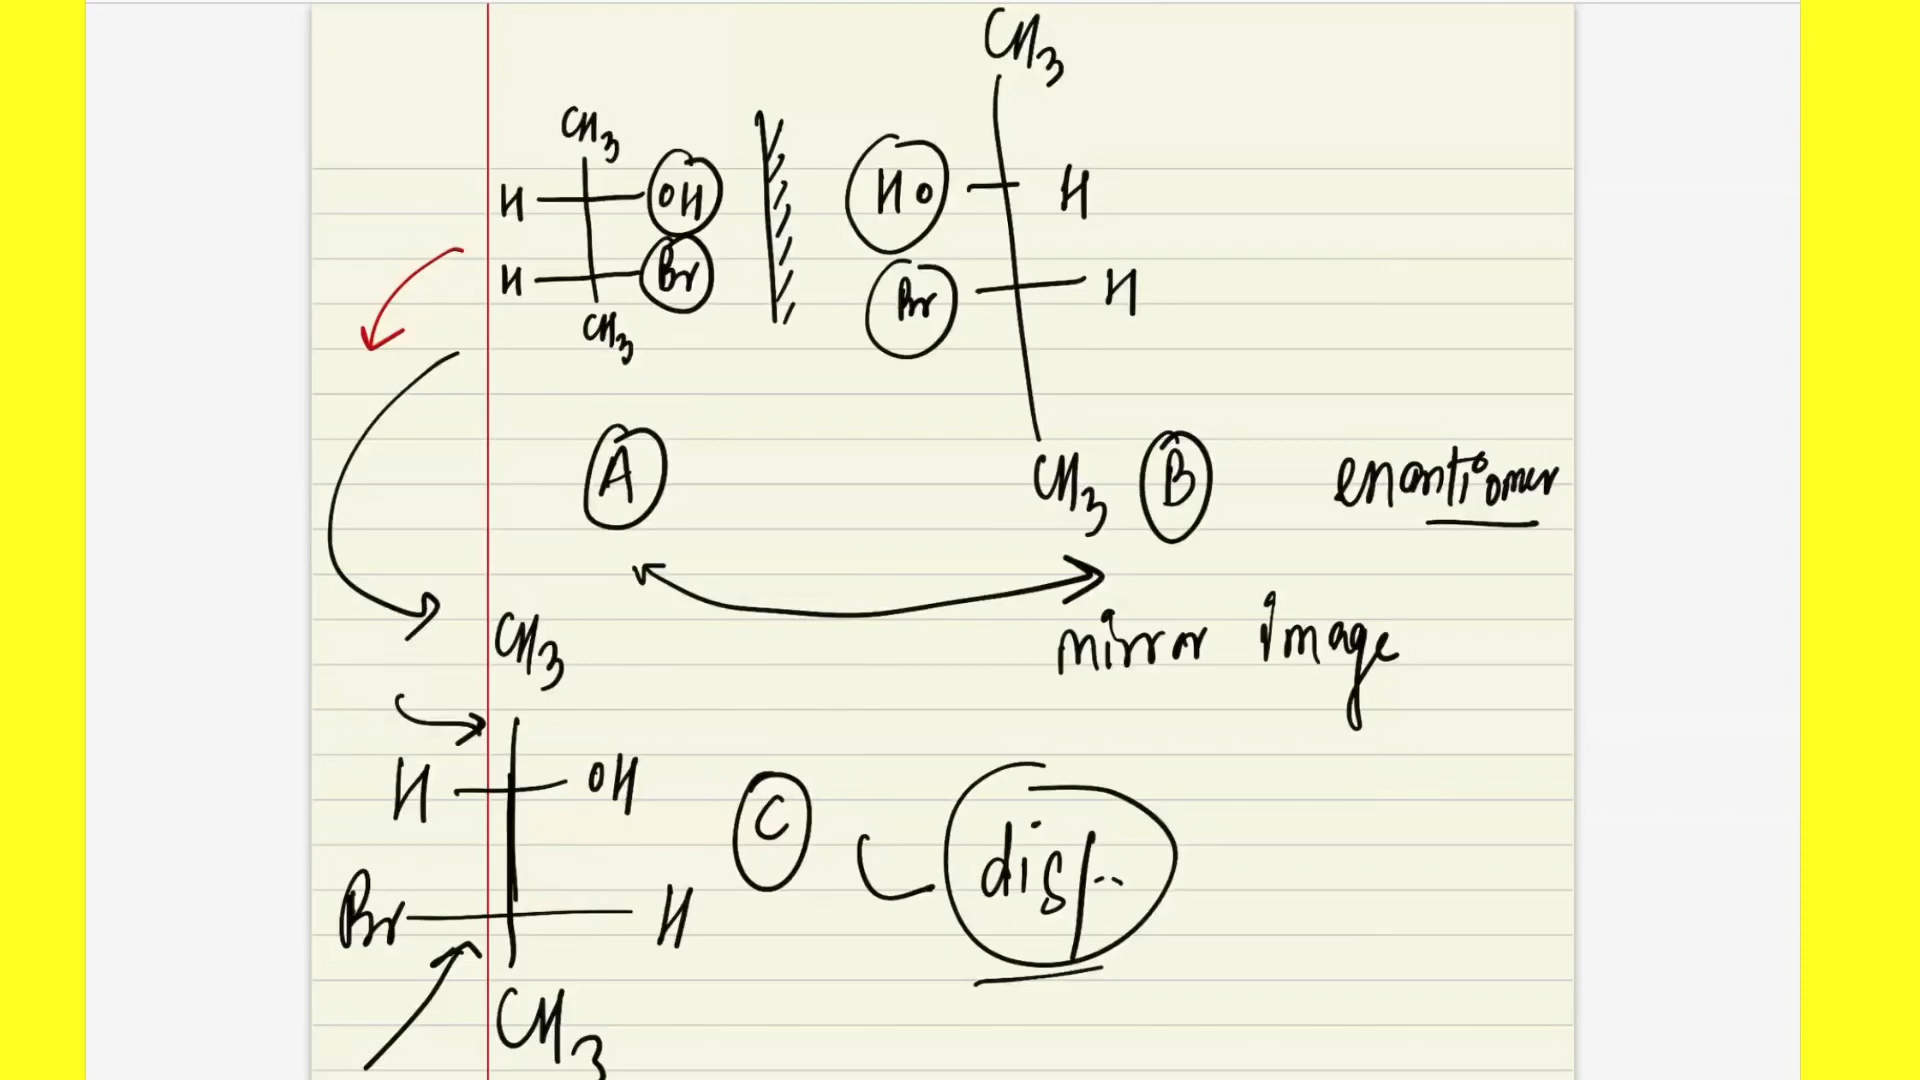 CH3
CH3
H OH HO H
H Br Br H
CH3
A CH3 B enantiomer
mirror image
CH3
H OH C
dis
Br H
CH3